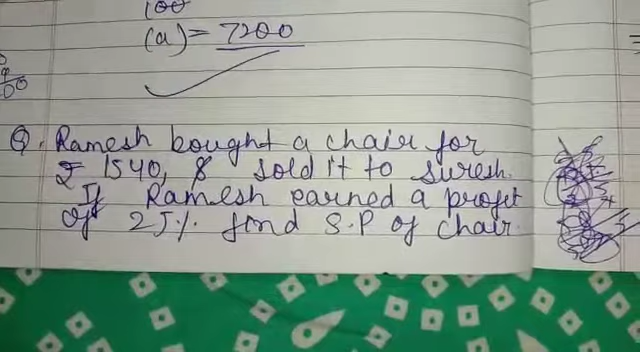 100
(a) = 7200
Q. Ramesh bought a chair for
₹ 1540, & sold it to suresh.
If Ramesh earned a profit
of 25% find S.P of chair.